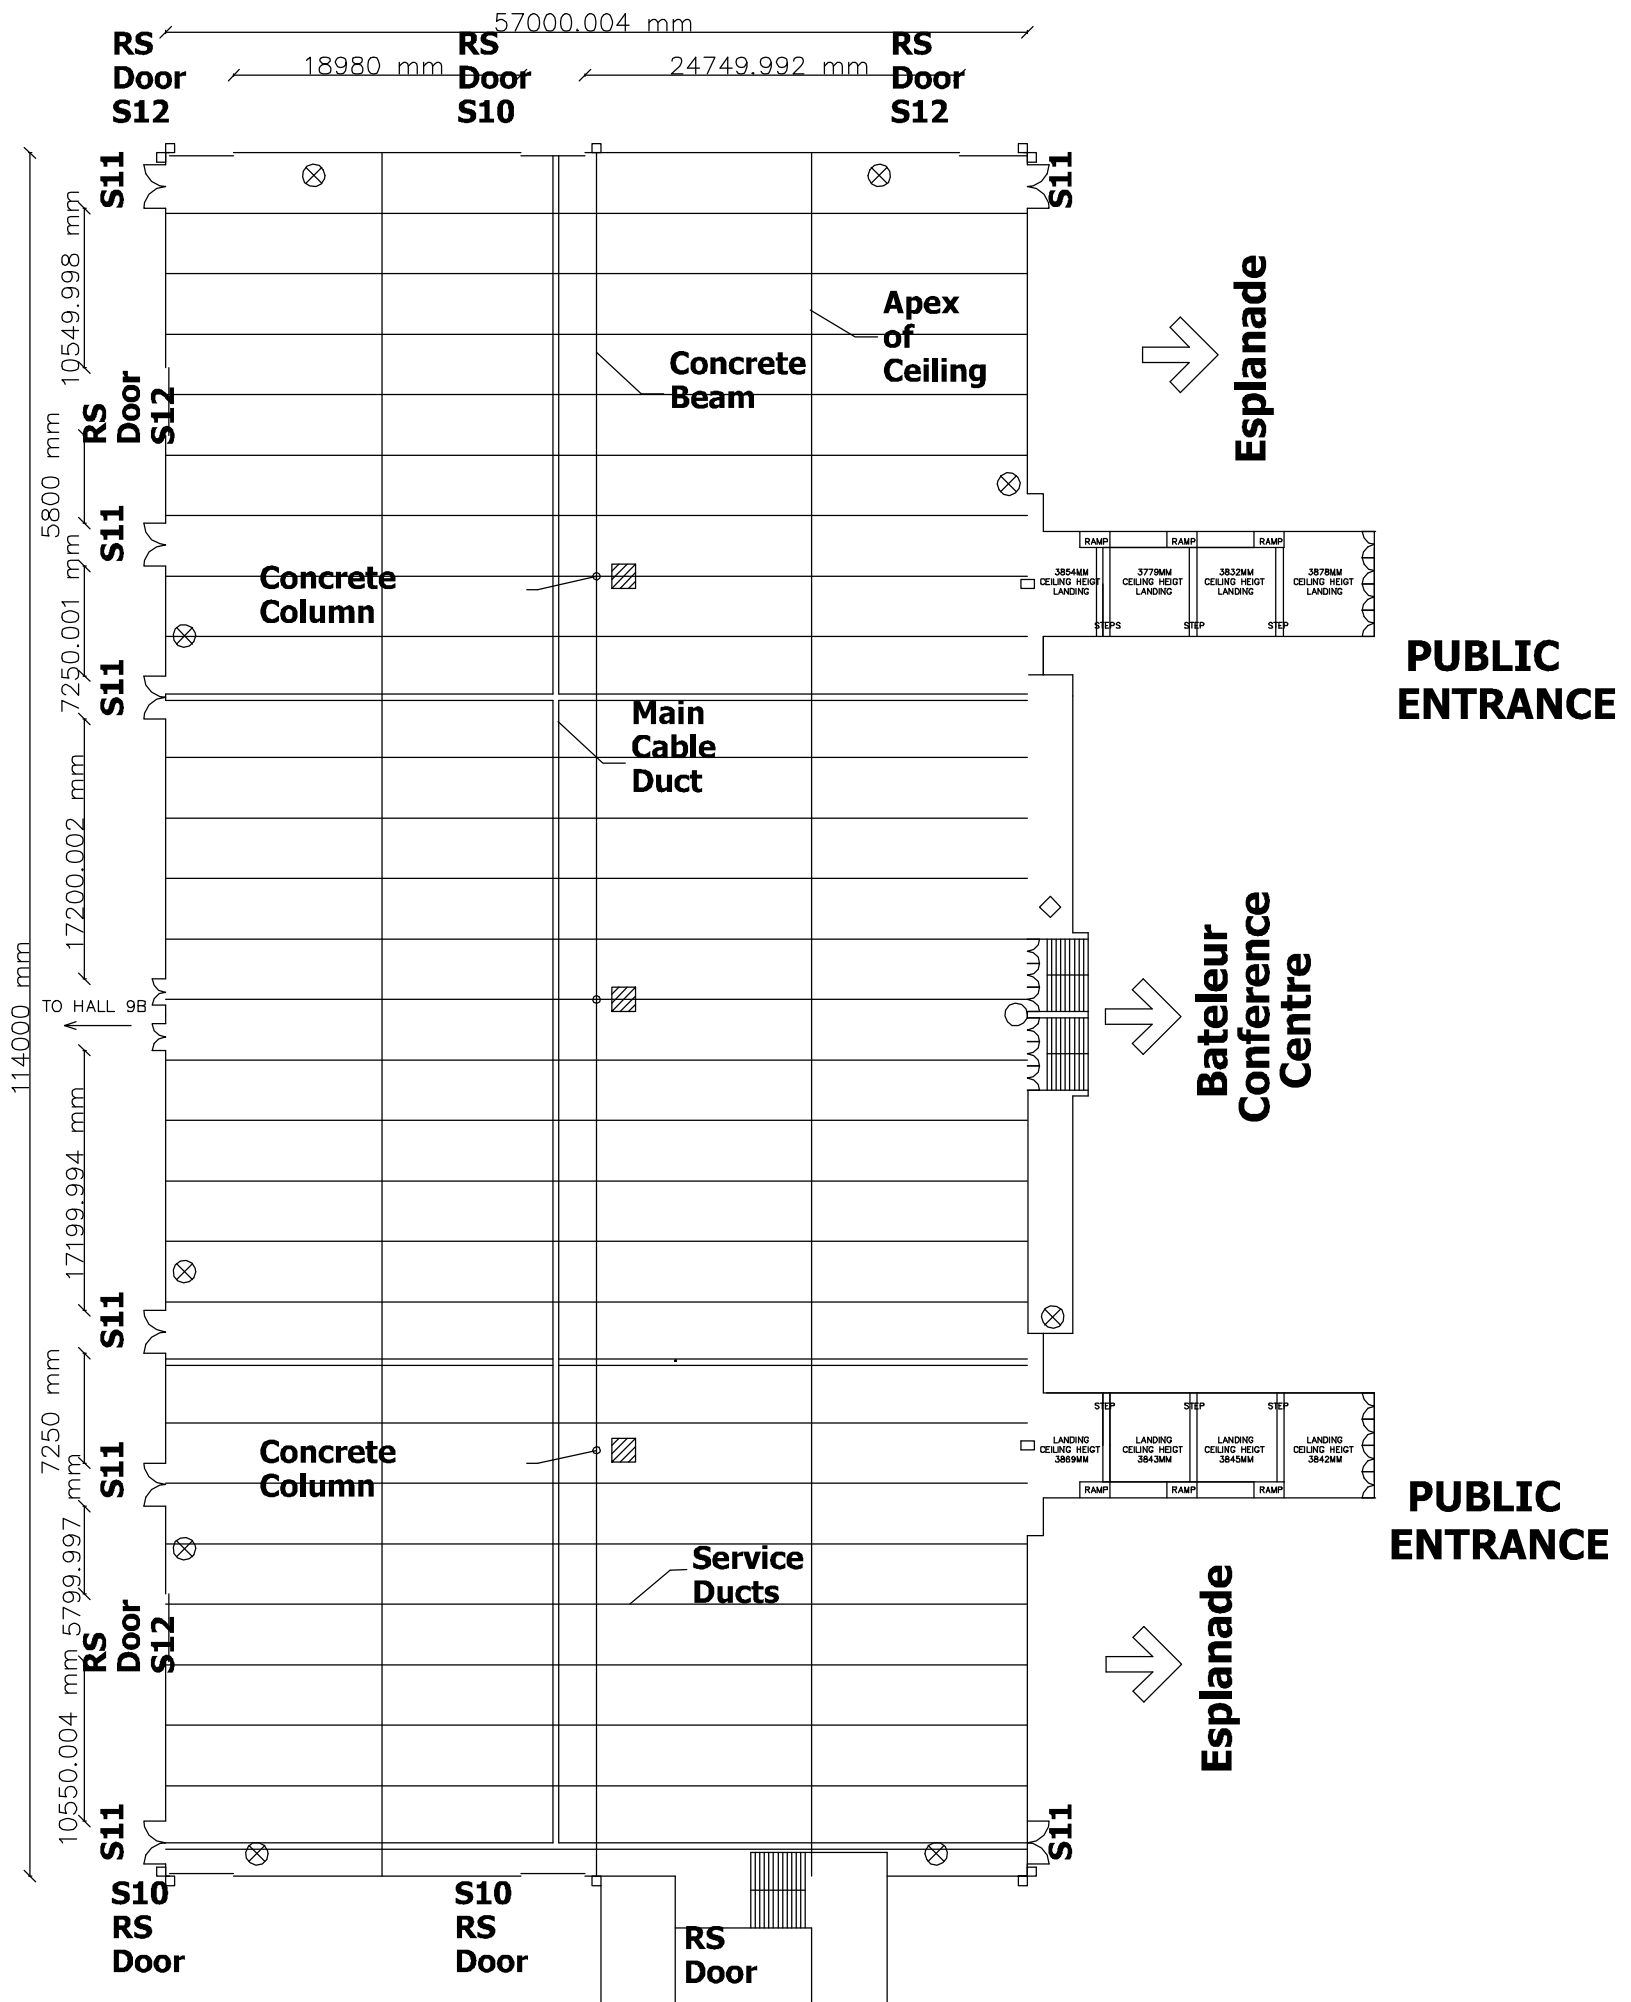 57000.004 mm
18980 mm
24749.992 mm
RS
Door
S12
RS
Door
S10
RS
Door
S12
S11
S11
10549.998 mm
RS
Door
S12
5800 mm
S11
7250.001 mm
S11
17200.002 mm
114000 mm
TO HALL 9B
17199.994 mm
S11
7250 mm
S11
5799.997 mm
RS
Door
S12
10550.004 mm
S11
Apex
of
Ceiling
Concrete
Beam
Concrete
Column
Main
Cable
Duct
Concrete
Column
Service
Ducts
Esplanade
RAMP
RAMP
RAMP
3854MM
CEILING HEIGT
LANDING
3779MM
CEILING HEIGT
LANDING
3832MM
CEILING HEIGT
LANDING
3878MM
CEILING HEIGT
LANDING
STEPS
STEP
STEP
PUBLIC
ENTRANCE
Bateleur
Conference
Centre
STEP
STEP
STEP
LANDING
CEILING HEIGT
3869MM
LANDING
CEILING HEIGT
3843MM
LANDING
CEILING HEIGT
3845MM
LANDING
CEILING HEIGT
3842MM
RAMP
RAMP
RAMP
PUBLIC
ENTRANCE
Esplanade
S11
S10
RS
Door
S10
RS
Door
RS
Door